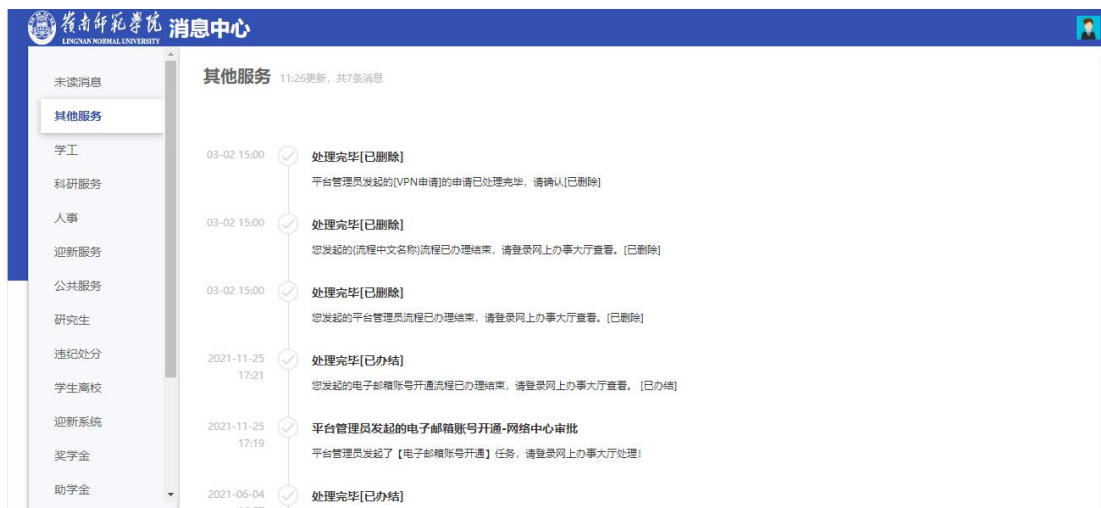 嶺南师范学院 消息中心
LINGNAN NORMAL UNIVERSITY
未读消息
其他服务
学工
科研服务
人事
迎新服务
公共服务
研究生
违纪处分
学生离校
迎新系统
奖学金
助学金
其他服务 11:26更新，共7条消息
03-02 15:00 处理完毕[已删除]
平台管理员发起的[VPN申请]的申请已处理完毕，请确认[已删除]
03-02 15:00 处理完毕[已删除]
您发起的{流程中文名称}流程已办理结束，请登录网上办事大厅查看。[已删除]
03-02 15:00 处理完毕[已删除]
您发起的平台管理员流程已办理结束，请登录网上办事大厅查看。[已删除]
2021-11-25 处理完毕[已办结]
17:21
您发起的电子邮箱账号开通流程已办理结束，请登录网上办事大厅查看。 [已办结]
2021-11-25 平台管理员发起的电子邮箱账号开通-网络中心审批
17:19
平台管理员发起了【电子邮箱账号开通】任务，请登录网上办事大厅处理！
2021-06-04 处理完毕[已办结]